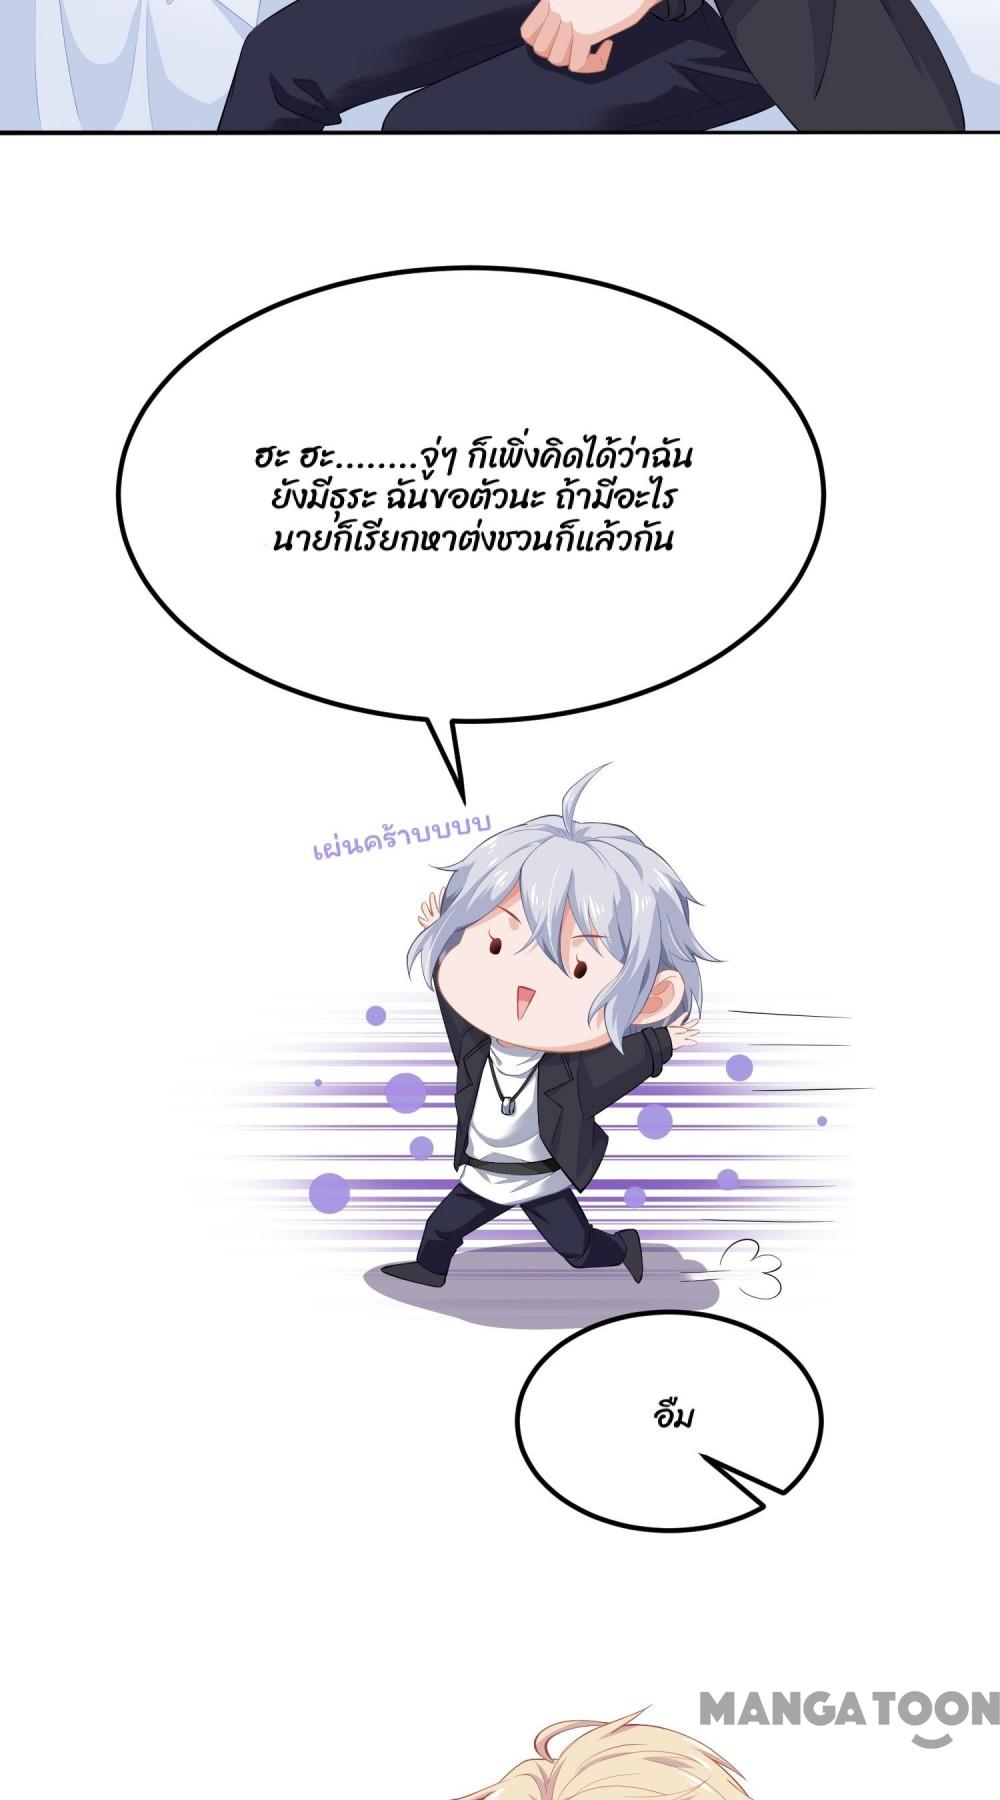 ฮะ ฮะ........จู่ๆ ก็เพิ่งคิดได้ว่าฉัน
ยังมีธุระ ฉันขอตัวนะ ถ้ามีอะไร
นายก็เรียกหาต่งชวนก็แล้วกัน
เผ่นคร้าบบบบ
อืม
MANGATOON